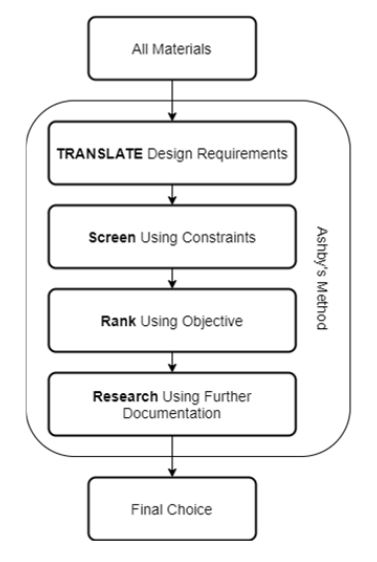 All Materials
TRANSLATE Design Requirements
Screen Using Constraints
Rank Using Objective
Research Using Further
Documentation
Ashby's Method
Final Choice